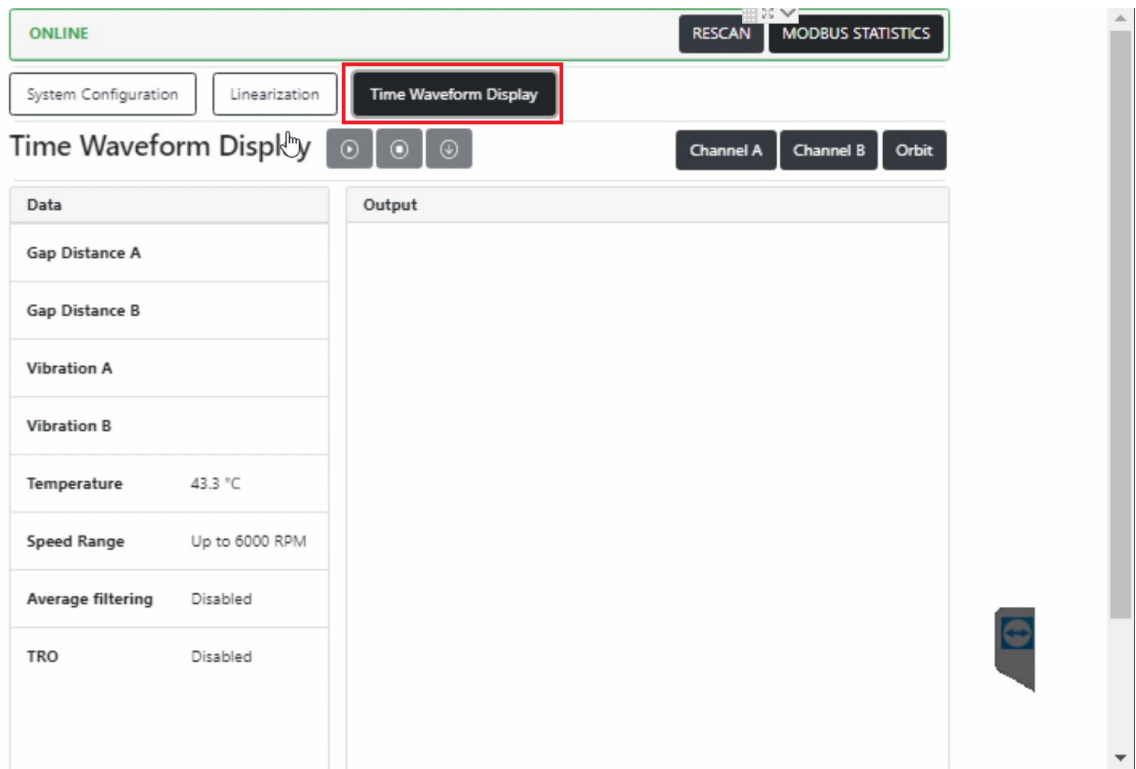 ONLINE RESCAN MODBUS STATISTICS
System Configuration Linearization Time Waveform Display
Time Waveform Display Channel A Channel B Orbit
Data Output
Gap Distance A
Gap Distance B
Vibration A
Vibration B
Temperature 43.3 °C
Speed Range Up to 6000 RPM
Average filtering Disabled
TRO Disabled